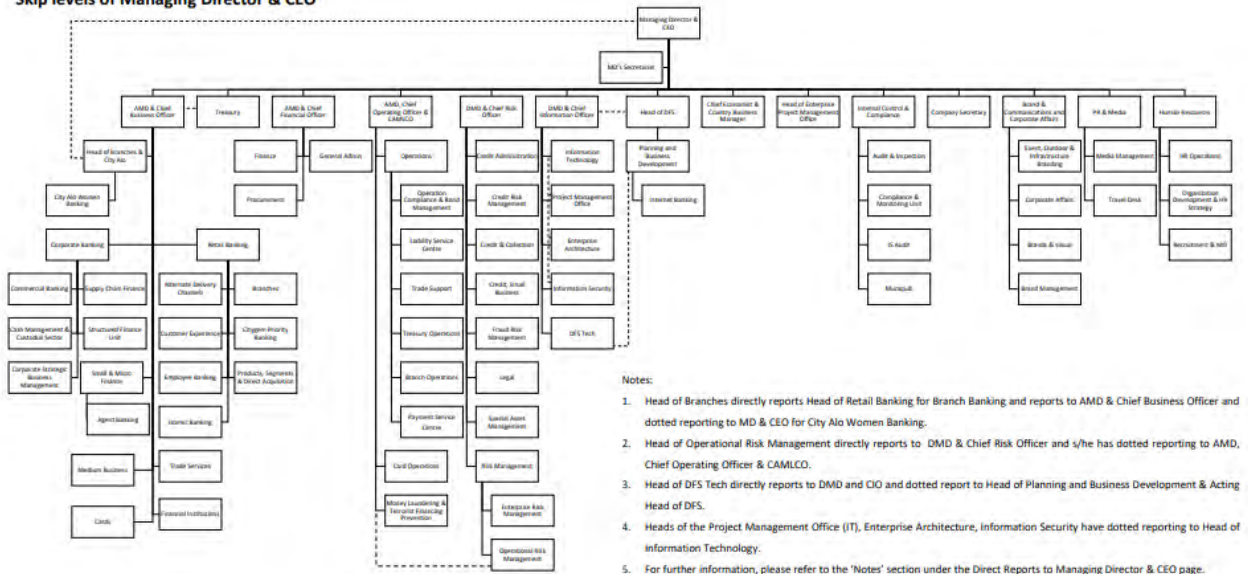 Skip levels of Managing Director & CEO
Managing Director &
CEO
MD's Secretariat
AMD & Chief
Business Officer
Treasury
AMD & Chief
Financial Officer
AMD, Chief
Operating Officer &
CAMLCO
DMD & Chief Risk
Officer
DMD & Chief
Information Officer
Head of DFS
Chief Economist &
Country Business
Manager
Head of Enterprise
Project Management
Office
Internal Control &
Compliance
Company Secretary
Brand &
Communications and
Corporate Affairs
PR & Media
Human Resources
Head of Branches &
City Alo
Finance
General Affairs
Operations
Credit Administration
Information
Technology
Planning and
Business
Development
Audit & Inspection
Event, Outdoor &
Infrastructure
Branding
Media Management
HR Operations
City Alo Women
Banking
Procurement
Operation
Compliance & Bond
Management
Credit Risk
Management
Project Management
Office
Internet Banking
Compliance &
Monitoring Unit
Corporate Affairs
Travel Desk
Organization
Development & HR
Strategy
Corporate Banking
Retail Banking
Liability Service
Centre
Credit & Collection
Enterprise
Architecture
IS Audit
Brands & Visual
Recruitment & MIS
Commercial Banking
Supply Chain Finance
Alternate Delivery
Channels
Branches
Trade Support
Credit, Small
Business
Information Security
Muraquib
Brand Management
Cash Management &
Custodial Sector
Structured Finance
Unit
Customer Experience
Citygem Priority
Banking
Treasury Operations
Fraud Risk
Management
DFS Tech
Corporate Strategic
Business
Management
Small & Micro
Finance
Employee Banking
Products, Segments
& Direct Acquisition
Branch Operations
Legal
Agent Banking
Islamic Banking
Payment Service
Centre
Special Asset
Management
Medium Business
Trade Services
Card Operations
Risk Management
Cards
Financial Institutions
Money Laundering &
Terrorist Financing
Prevention
Enterprise Risk
Management
Operational Risk
Management
Notes:
1. Head of Branches directly reports Head of Retail Banking for Branch Banking and reports to AMD & Chief Business Officer and
dotted reporting to MD & CEO for City Alo Women Banking.
2. Head of Operational Risk Management directly reports to DMD & Chief Risk Officer and s/he has dotted reporting to AMD,
Chief Operating Officer & CAMLCO.
3. Head of DFS Tech directly reports to DMD and CIO and dotted report to Head of Planning and Business Development & Acting
Head of DFS.
4. Heads of the Project Management Office (IT), Enterprise Architecture, Information Security have dotted reporting to Head of
Information Technology.
5. For further information, please refer to the 'Notes' section under the Direct Reports to Managing Director & CEO page.